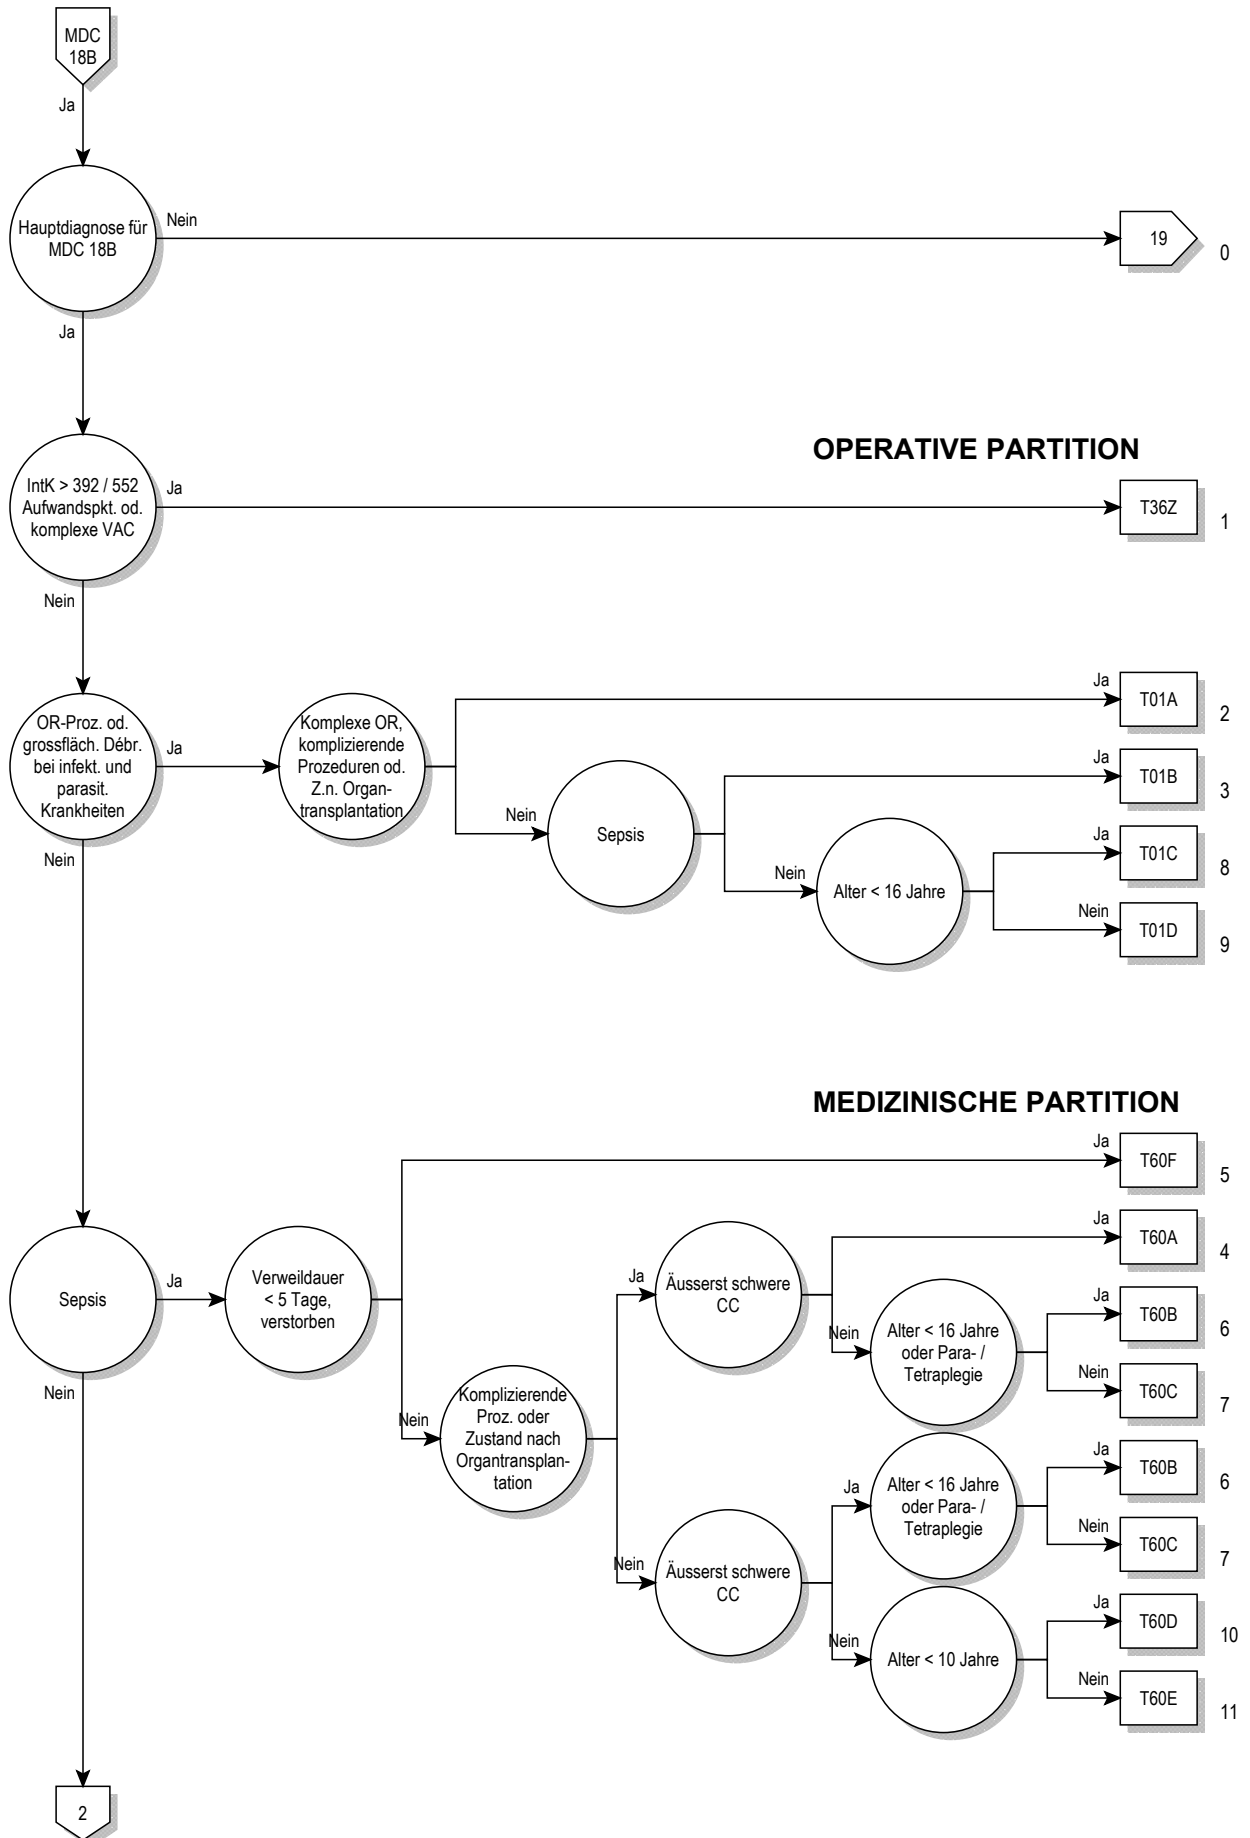 MDC
18B
Ja
Hauptdiagnose für
MDC 18B
Nein
19
0
Ja
OPERATIVE PARTITION
IntK > 392 / 552
Aufwandspkt. od.
komplexe VAC
Ja
T36Z
1
Nein
OR-Proz. od.
grossfläch. Débr.
bei infekt. und
parasit.
Krankheiten
Ja
Komplexe OR,
komplizierende
Prozeduren od.
Z.n. Organ-
transplantation
Ja
T01A
2
Nein
Sepsis
Ja
T01B
3
Nein
Alter < 16 Jahre
Ja
T01C
8
Nein
T01D
9
Nein
MEDIZINISCHE PARTITION
Sepsis
Ja
Verweildauer
< 5 Tage,
verstorben
Ja
T60F
5
Nein
Komplizierende
Proz. oder
Zustand nach
Organtransplan-
tation
Ja
Äusserst schwere
CC
Ja
T60A
4
Nein
Alter < 16 Jahre
oder Para- /
Tetraplegie
Ja
T60B
6
Nein
T60C
7
Nein
Äusserst schwere
CC
Ja
Alter < 16 Jahre
oder Para- /
Tetraplegie
Ja
T60B
6
Nein
T60C
7
Nein
Alter < 10 Jahre
Ja
T60D
10
Nein
T60E
11
Nein
2